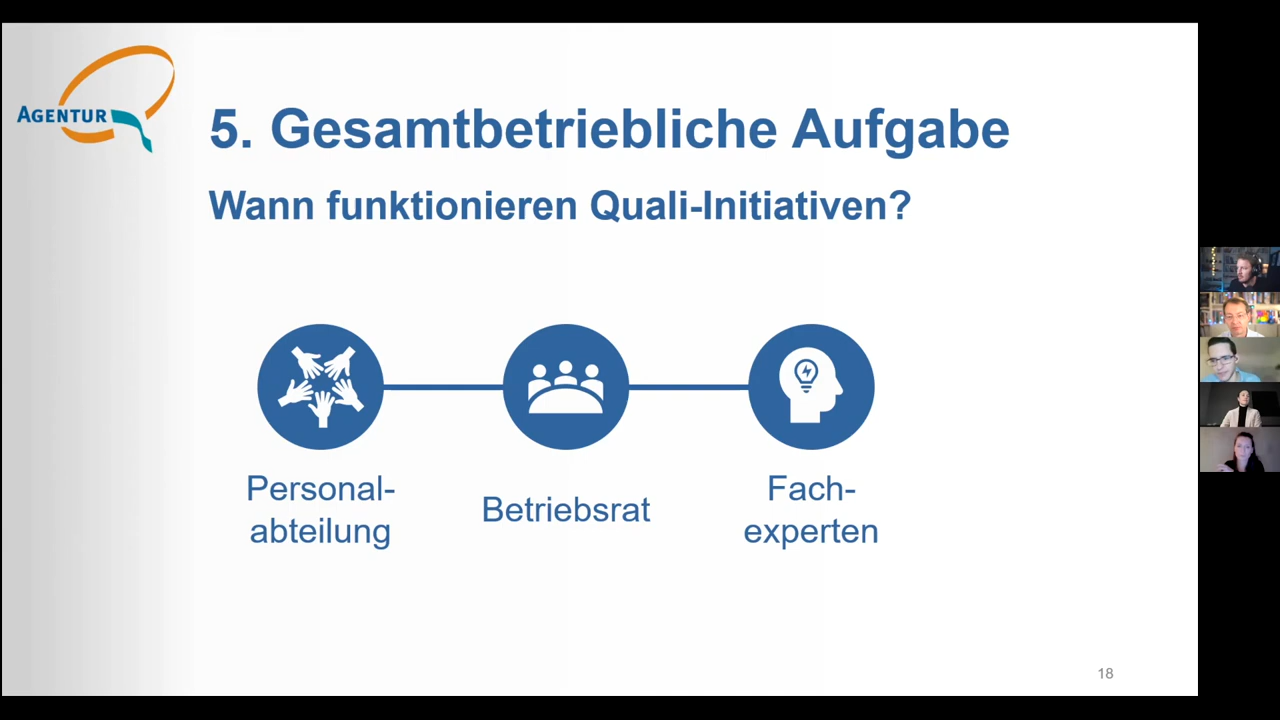 AGENTUR
5. Gesamtbetriebliche Aufgabe
Wann funktionieren Quali-Initiativen?
Personal-
abteilung
Betriebsrat
Fach-
experten
18